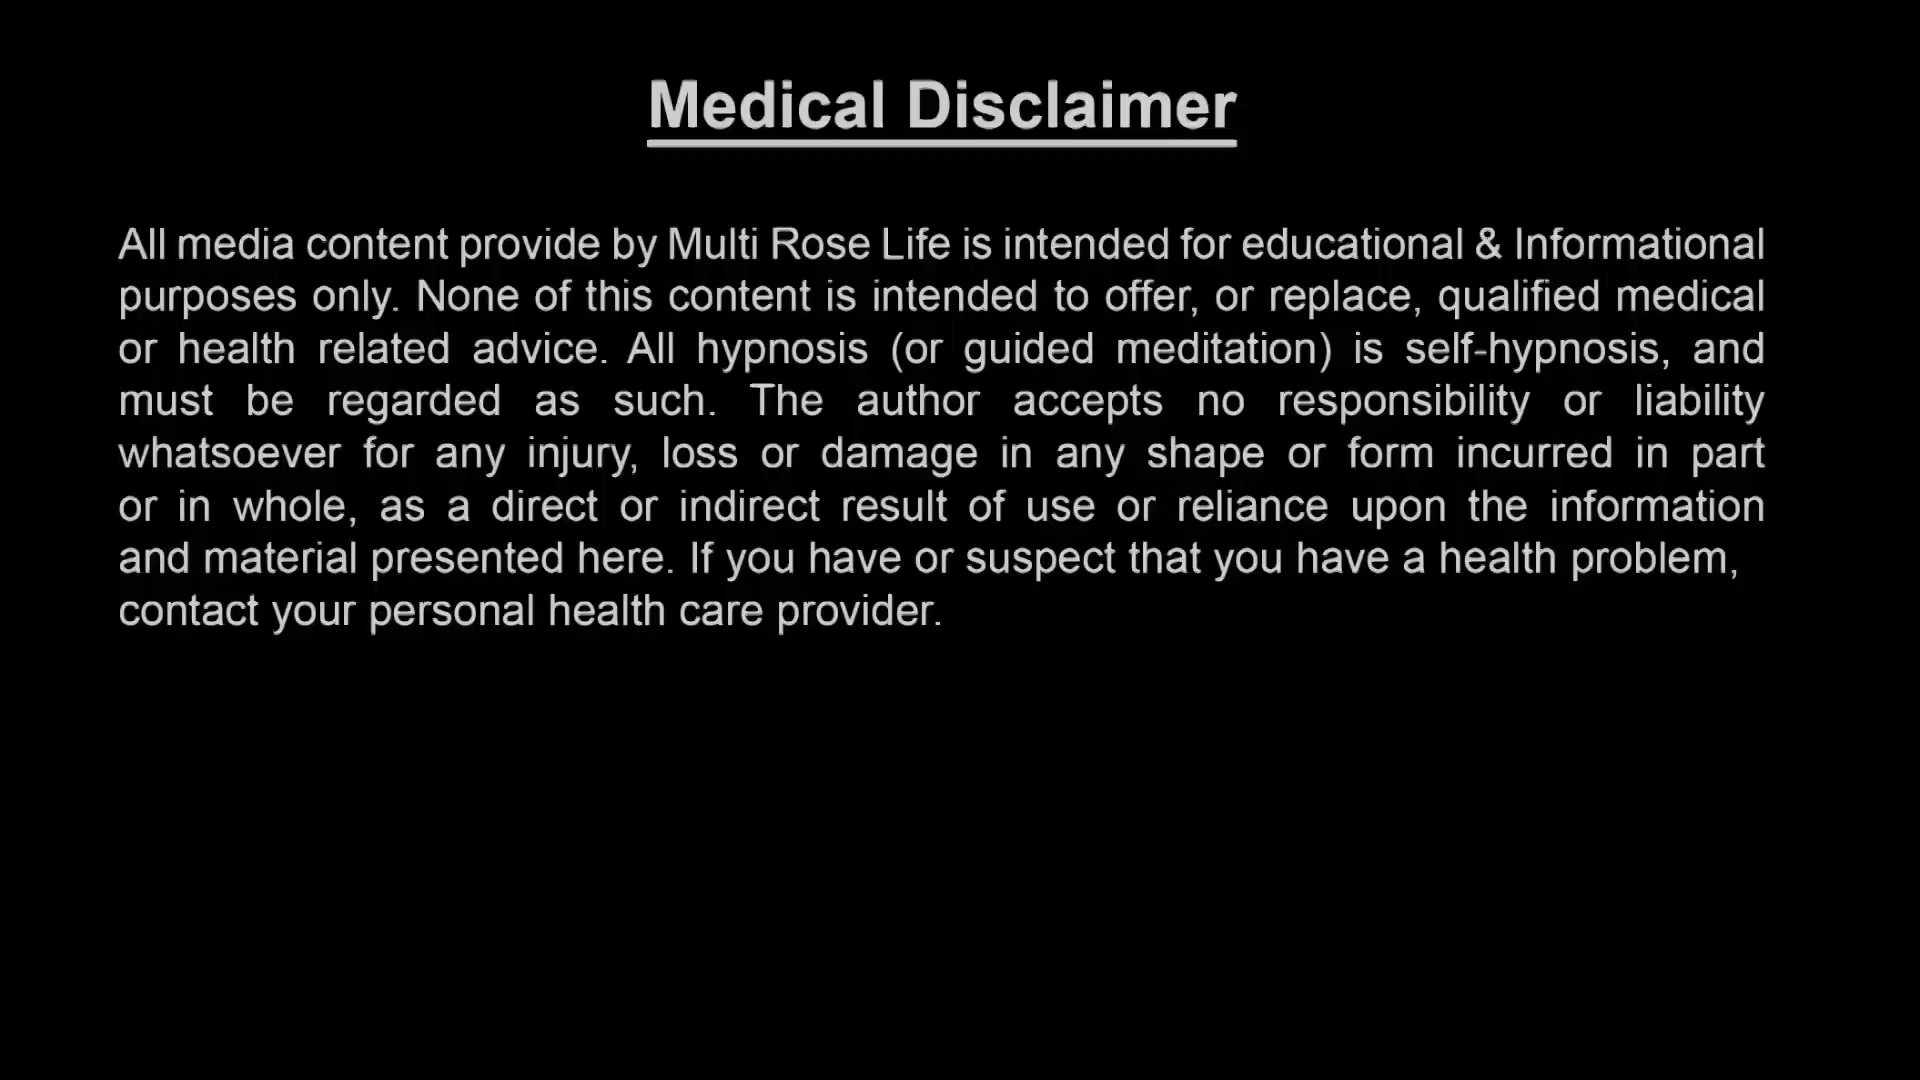 Medical Disclaimer
All media content provide by Multi Rose Life is intended for educational & Informational
purposes only. None of this content is intended to offer, or replace, qualified medical
or health related advice. All hypnosis (or guided meditation) is self-hypnosis, and
must be regarded as such. The author accepts no responsibility or liability
whatsoever for any injury, loss or damage in any shape or form incurred in part
or in whole, as a direct or indirect result of use or reliance upon the information
and material presented here. If you have or suspect that you have a health problem,
contact your personal health care provider.